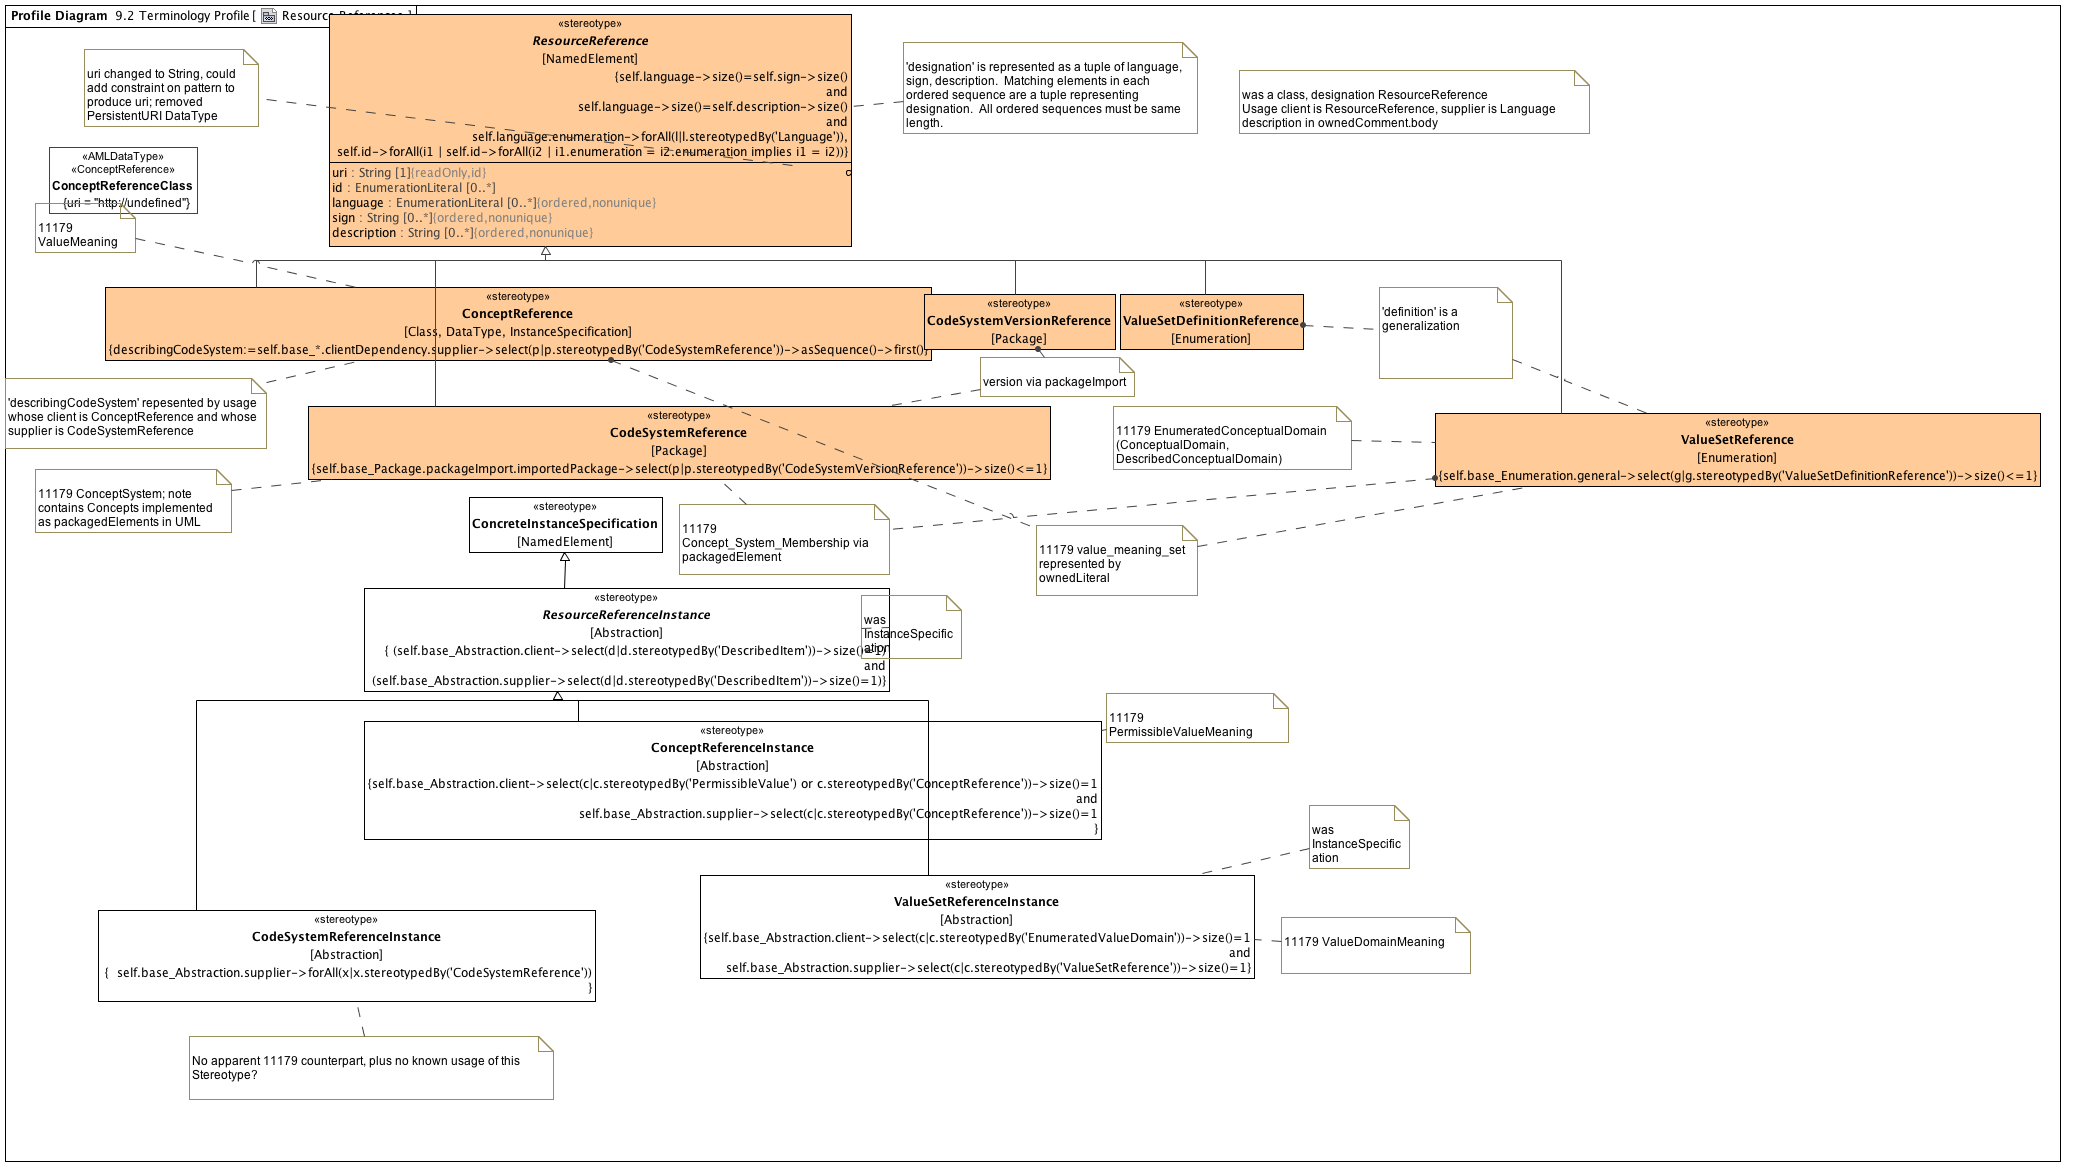 Profile Diagram 9.2 Terminology Profile [ Resource References ]
«stereotype»
ResourceReference
[NamedElement]
{self.language->size()=self.sign->size()
and
self.language->size()=self.description->size()
and
self.language.enumeration->forAll(l|l.stereotypedBy('Language')),
self.id->forAll(i1 | self.id->forAll(i2 | i1.enumeration = i2.enumeration implies i1 = i2))}
uri : String [1]{readOnly,id}
id : EnumerationLiteral [0..*]
language : EnumerationLiteral [0..*]{ordered,nonunique}
sign : String [0..*]{ordered,nonunique}
description : String [0..*]{ordered,nonunique}
uri changed to String, could
add constraint on pattern to
produce uri; removed
PersistentURI DataType
'designation' is represented as a tuple of language,
sign, description.  Matching elements in each
ordered sequence are a tuple representing
designation.  All ordered sequences must be same
length.
was a class, designation ResourceReference
Usage client is ResourceReference, supplier is Language
description in ownedComment.body
«AMLDataType»
«ConceptReference»
ConceptReferenceClass
{uri = "http://undefined"}
11179
ValueMeaning
«stereotype»
ConceptReference
[Class, DataType, InstanceSpecification]
{describingCodeSystem:=self.base_*.clientDependency.supplier->select(p|p.stereotypedBy('CodeSystemReference'))->asSequence()->first()}
«stereotype»
CodeSystemVersionReference
[Package]
«stereotype»
ValueSetDefinitionReference
[Enumeration]
'definition' is a
generalization
version via packageImport
'describingCodeSystem' repesented by usage
whose client is ConceptReference and whose
supplier is CodeSystemReference
«stereotype»
CodeSystemReference
[Package]
{self.base_Package.packageImport.importedPackage->select(p|p.stereotypedBy('CodeSystemVersionReference'))->size()<=1}
11179 EnumeratedConceptualDomain
(ConceptualDomain,
DescribedConceptualDomain)
«stereotype»
ValueSetReference
[Enumeration]
{self.base_Enumeration.general->select(g|g.stereotypedBy('ValueSetDefinitionReference'))->size()<=1}
11179 ConceptSystem; note
contains Concepts implemented
as packagedElements in UML
«stereotype»
ConcreteInstanceSpecification
[NamedElement]
11179
Concept_System_Membership via
packagedElement
11179 value_meaning_set
represented by
ownedLiteral
«stereotype»
ResourceReferenceInstance
[Abstraction]
{ (self.base_Abstraction.client->select(d|d.stereotypedBy('DescribedItem'))->size()=1)
and
(self.base_Abstraction.supplier->select(d|d.stereotypedBy('DescribedItem'))->size()=1)}
was
InstanceSpecific
ation
«stereotype»
ConceptReferenceInstance
[Abstraction]
{self.base_Abstraction.client->select(c|c.stereotypedBy('PermissibleValue') or c.stereotypedBy('ConceptReference'))->size()=1
and
self.base_Abstraction.supplier->select(c|c.stereotypedBy('ConceptReference'))->size()=1
}
11179
PermissibleValueMeaning
was
InstanceSpecific
ation
«stereotype»
ValueSetReferenceInstance
[Abstraction]
{self.base_Abstraction.client->select(c|c.stereotypedBy('EnumeratedValueDomain'))->size()=1
and
self.base_Abstraction.supplier->select(c|c.stereotypedBy('ValueSetReference'))->size()=1}
11179 ValueDomainMeaning
«stereotype»
CodeSystemReferenceInstance
[Abstraction]
{  self.base_Abstraction.supplier->forAll(x|x.stereotypedBy('CodeSystemReference'))
}
No apparent 11179 counterpart, plus no known usage of this
Stereotype?